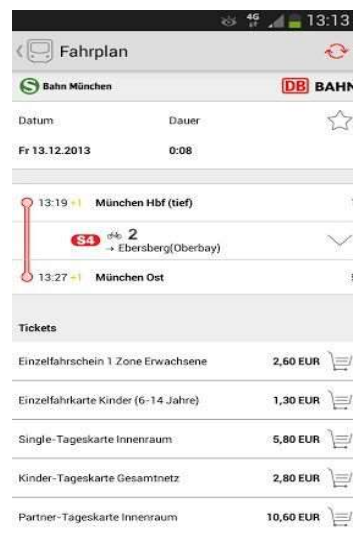 4G 13:13
Fahrplan
S Bahn München DB BAHN
Datum Dauer
Fr 13.12.2013 0:08
13:19 +1 München Hbf (tief)
S4 2
→ Ebersberg(Oberbay)
13:27 +1 München Ost
Tickets
Einzelfahrschein 1 Zone Erwachsene 2,60 EUR
Einzelfahrkarte Kinder (6-14 Jahre) 1,30 EUR
Single-Tageskarte Innenraum 5,80 EUR
Kinder-Tageskarte Gesamtnetz 2,80 EUR
Partner-Tageskarte Innenraum 10,60 EUR